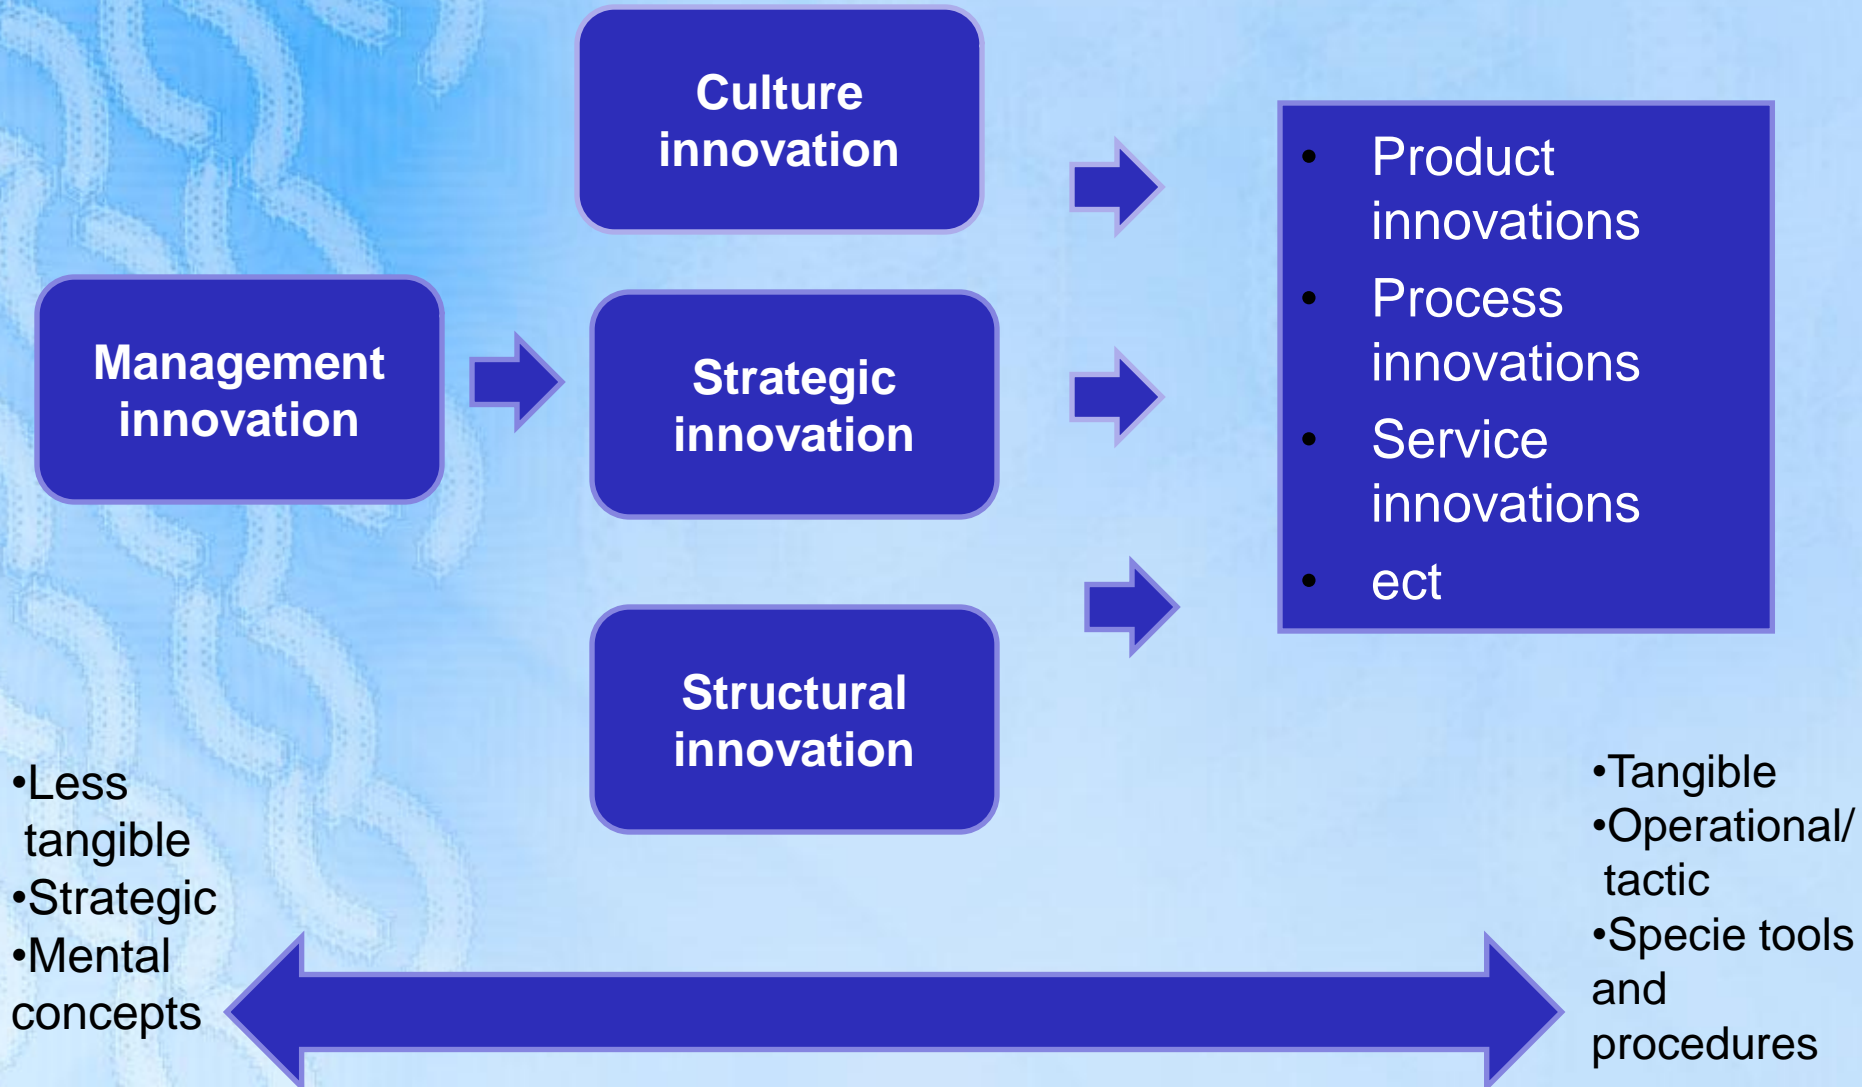 Culture
innovation
Management
innovation
Strategic
innovation
Structural
innovation
• Product
innovations
• Process
innovations
• Service
innovations
• ect
•Less
tangible
•Strategic
•Mental
concepts
•Tangible
•Operational/
tactic
•Specie tools
and
procedures